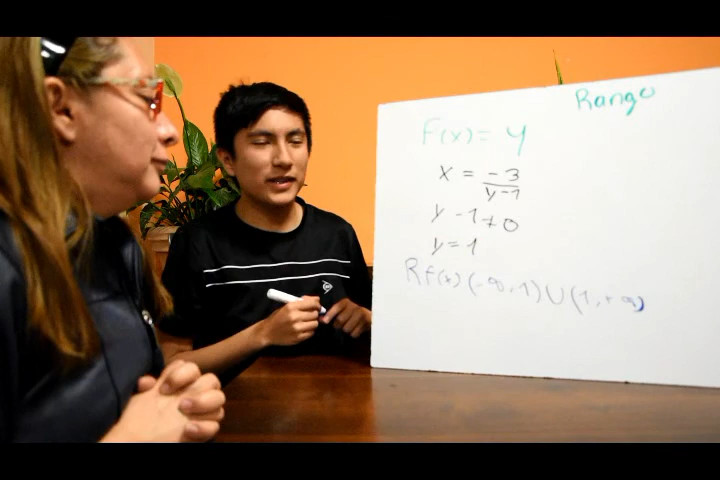 Rango
F(x) = y
x = -3/y-1
y -1 ≠ 0
y = 1
Rf(x) (-∞, 1) ∪ (1, +∞)